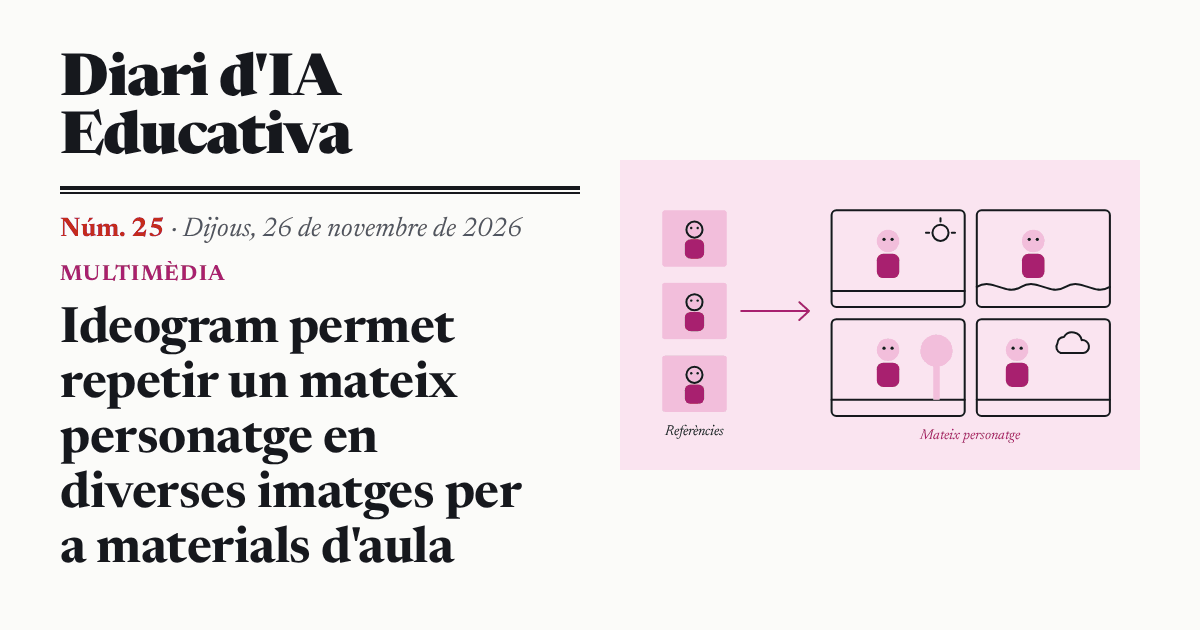 Diari d'IA
Educativa
Núm. 25 · Dijous, 26 de novembre de 2026
MULTIMÈDIA
Ideogram permet
repetir un mateix
personatge en
diverses imatges per
a materials d'aula
Referències
Mateix personatge